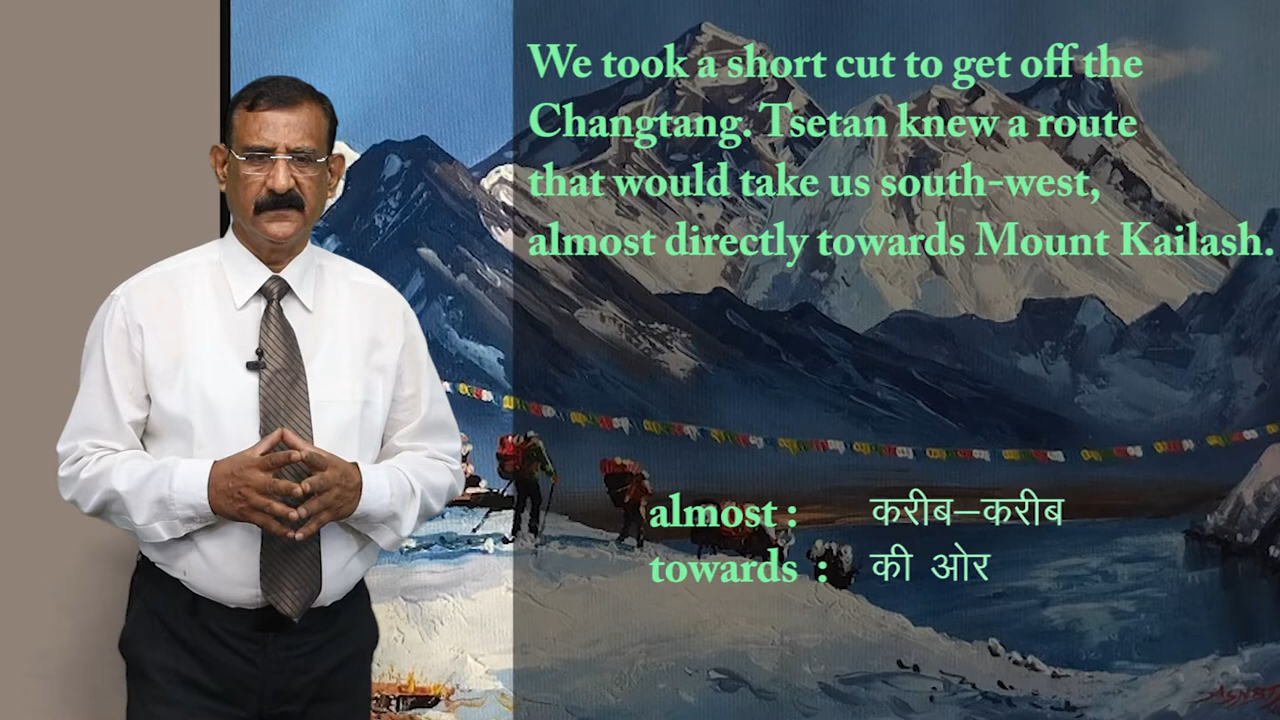 We took a short cut to get off the
Changtang. Tsetan knew a route
that would take us south-west,
almost directly towards Mount Kailash.
almost : करीब–करीब
towards : की ओर